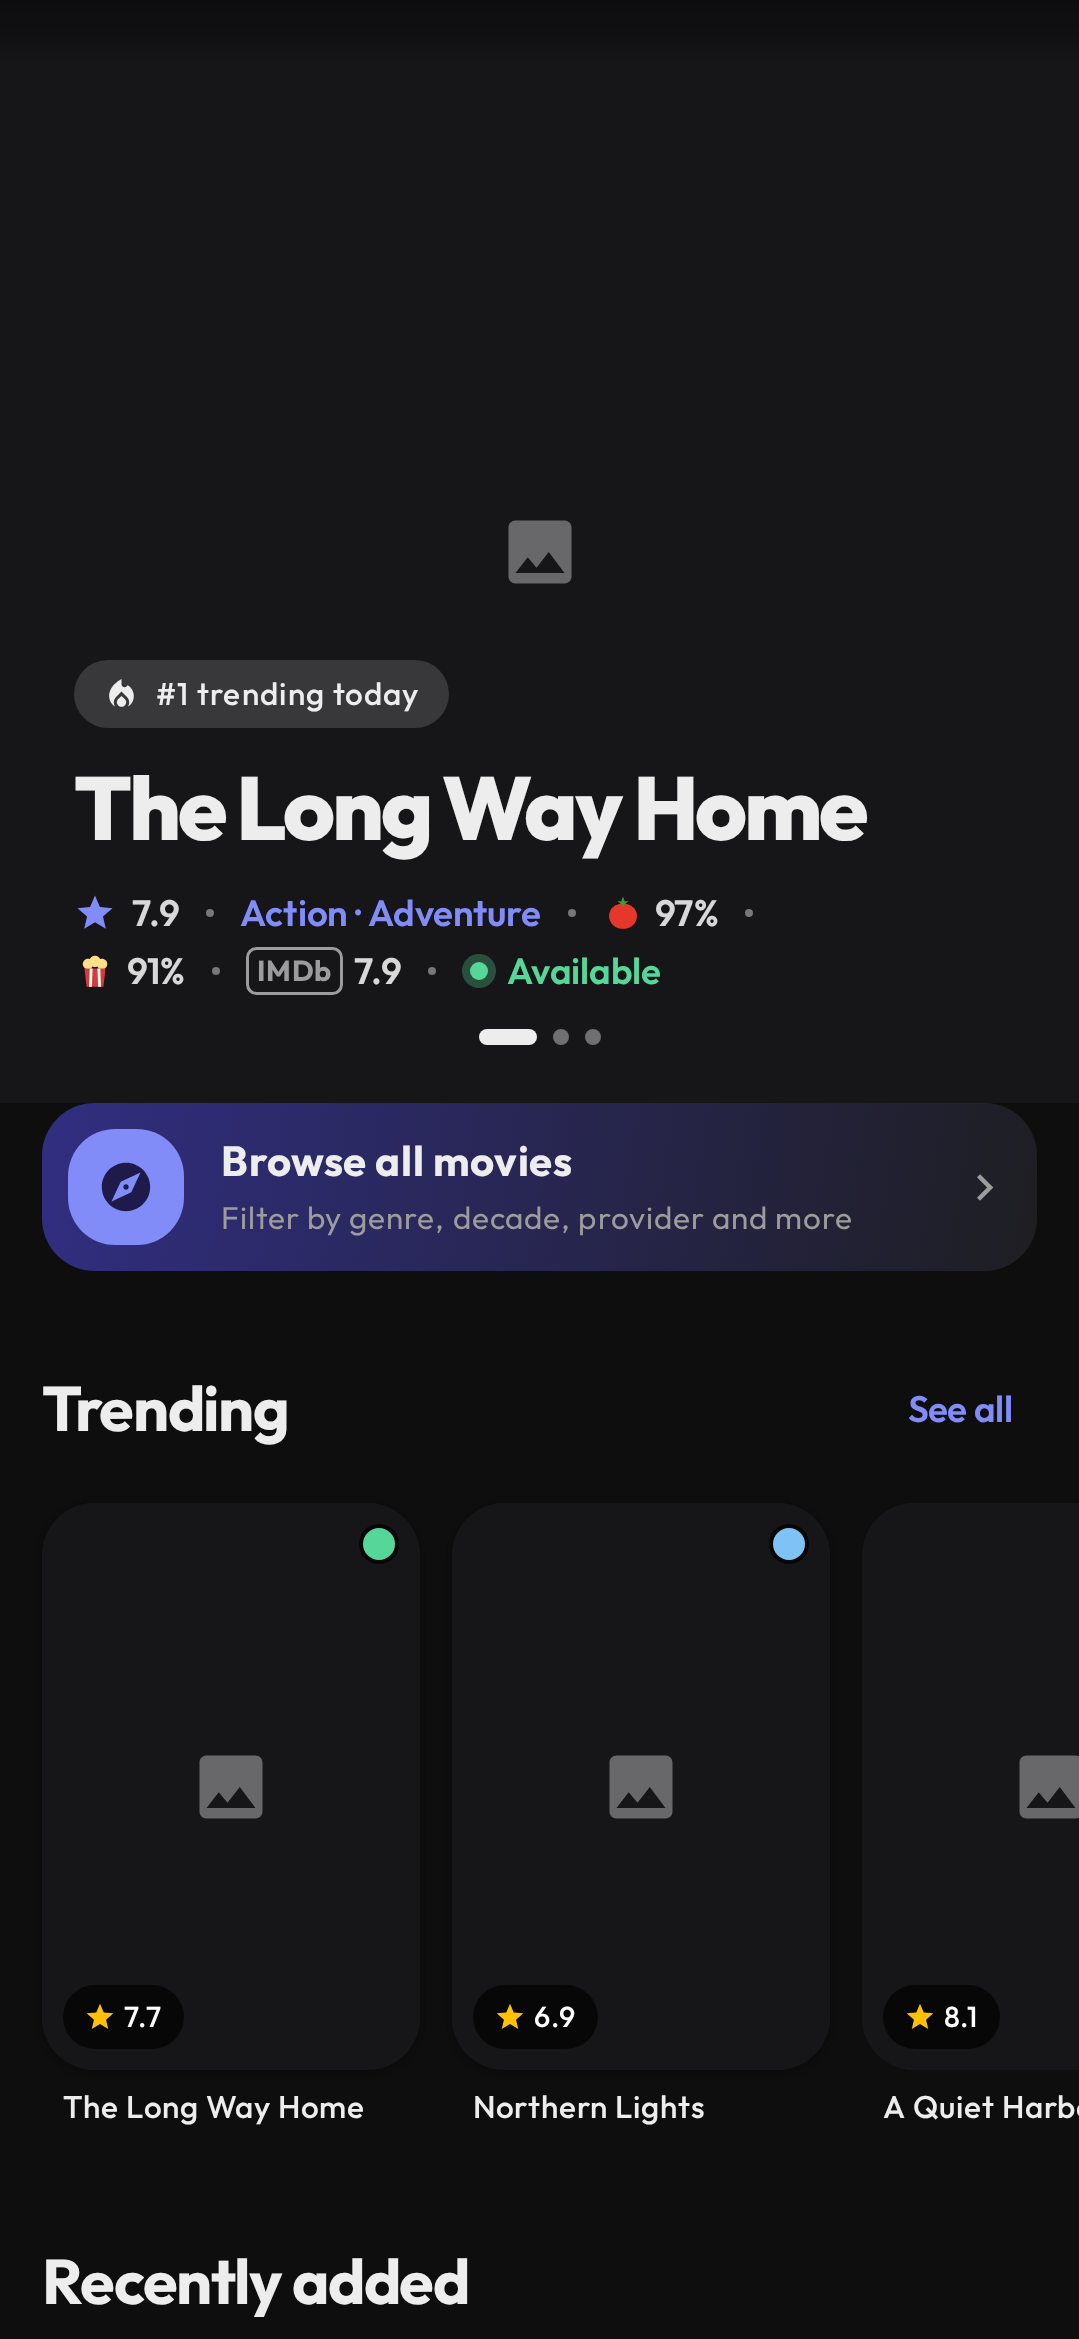 #1 trending today
The Long Way Home
7.9 • Action · Adventure • 97% •
91% • IMDb 7.9 • Available
Browse all movies
Filter by genre, decade, provider and more
Trending
See all
7.7
6.9
8.1
The Long Way Home
Northern Lights
A Quiet
Recently added